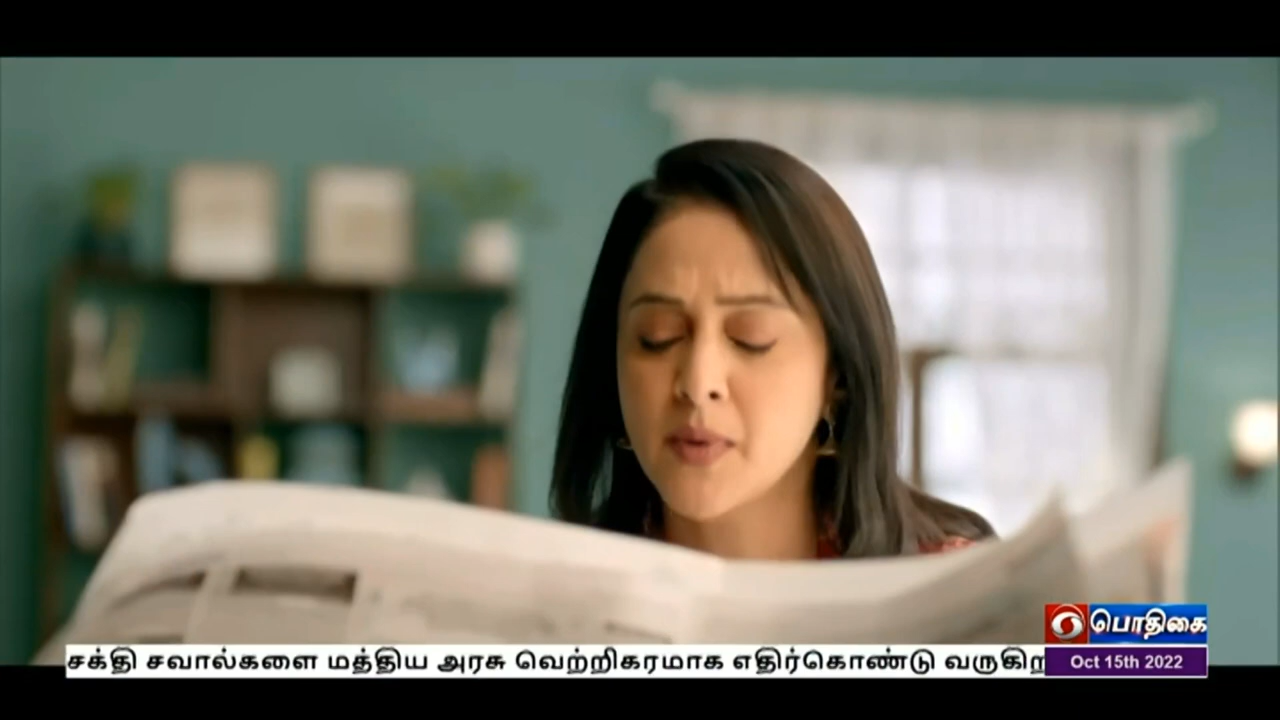 பொதிகை
சக்தி சவால்களை மத்திய அரசு வெற்றிகரமாக எதிர்கொண்டு வருகிற
Oct 15th 2022